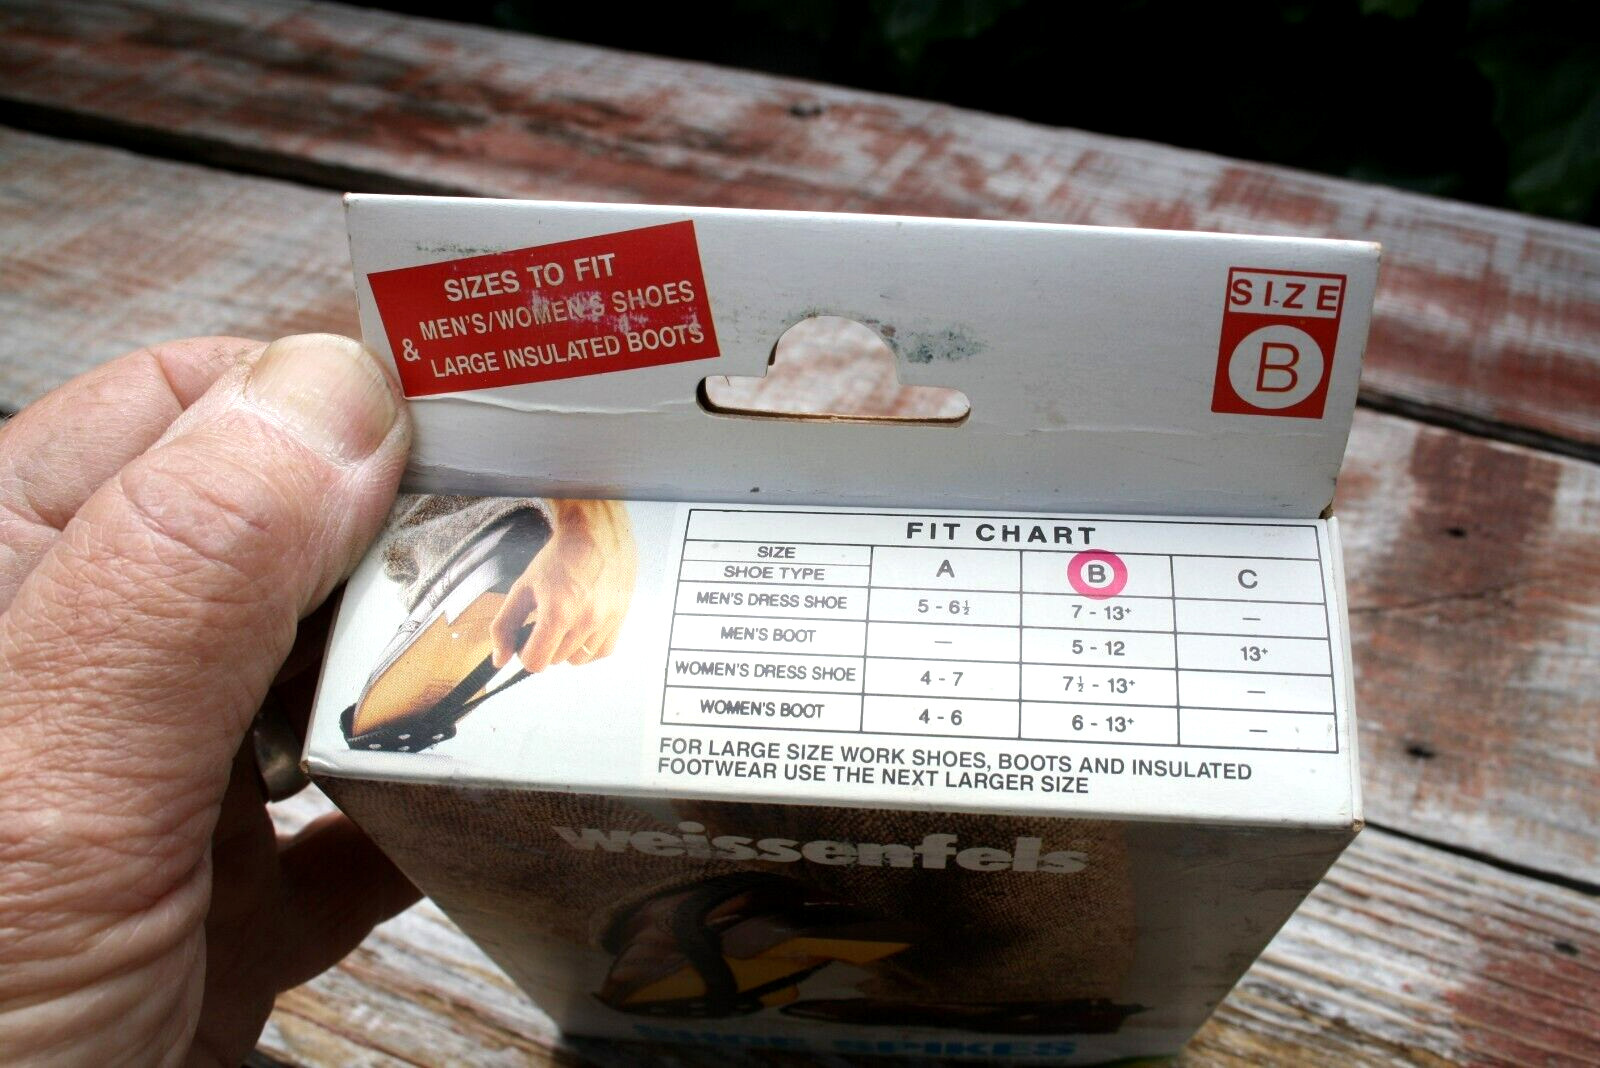 SIZES TO FIT
MEN'S/WOMEN'S SHOES
& LARGE INSULATED BOOTS
SIZE
B
FIT CHART
SIZE
SHOE TYPE A B C
MEN'S DRESS SHOE 5 - 6½ 7 - 13+ —
MEN'S BOOT — 5 - 12 13+
WOMEN'S DRESS SHOE 4 - 7 7½ - 13+ —
WOMEN'S BOOT 4 - 6 6 - 13+ —
FOR LARGE SIZE WORK SHOES, BOOTS AND INSULATED
FOOTWEAR USE THE NEXT LARGER SIZE
weissenfels
SHOE SPIKES